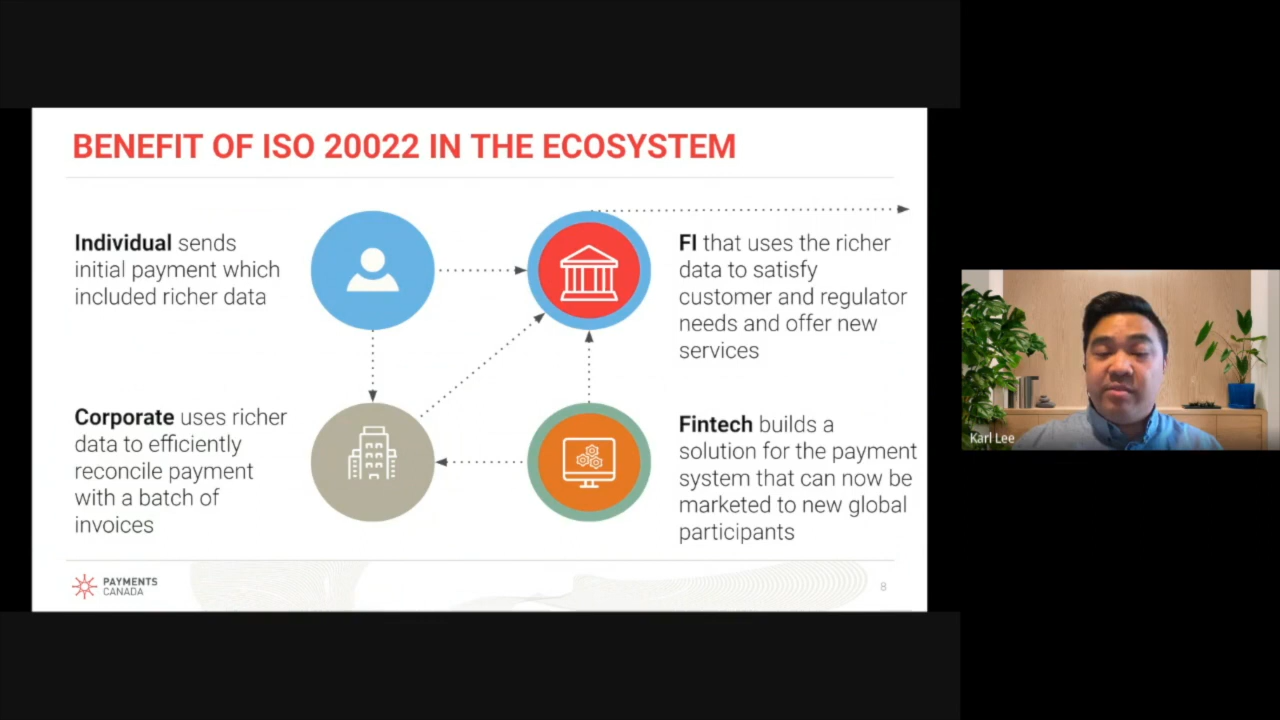 BENEFIT OF ISO 20022 IN THE ECOSYSTEM
Individual sends
initial payment which
included richer data
FI that uses the richer
data to satisfy
customer and regulator
needs and offer new
services
Corporate uses richer
data to efficiently
reconcile payment
with a batch of
invoices
Fintech builds a
solution for the payment
system that can now be
marketed to new global
participants
PAYMENTS
CANADA
8
Karl Lee